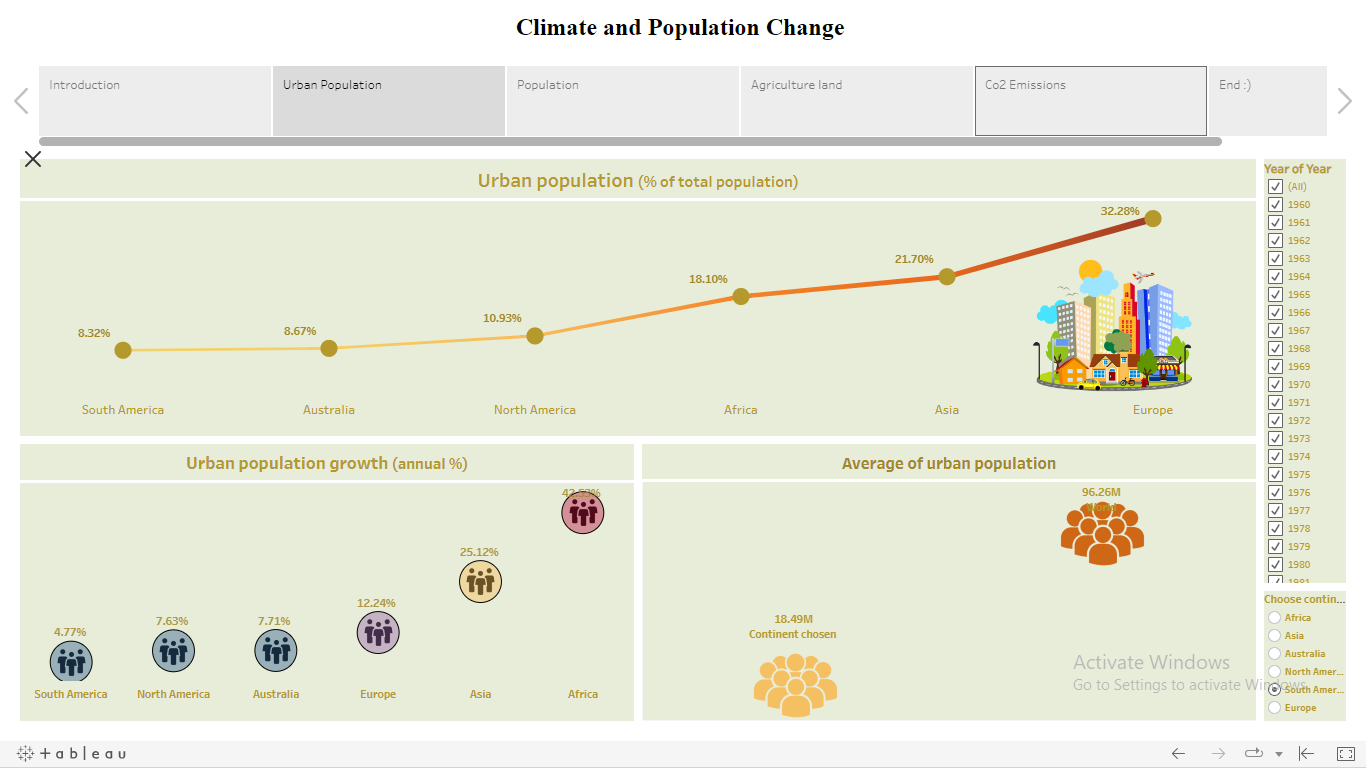 Climate and Population Change
Introduction
Urban Population
Population
Agriculture land
Co2 Emissions
End :)
Urban population (% of total population)
8.32%
8.67%
10.93%
18.10%
21.70%
32.28%
South America
Australia
North America
Africa
Asia
Europe
Urban population growth (annual %)
4.77%
7.63%
7.71%
12.24%
25.12%
South America
North America
Australia
Europe
Asia
Africa
Average of urban population
96.26M
World
18.49M
Continent chosen
Year of Year
(All)
1960
1961
1962
1963
1964
1965
1966
1967
1968
1969
1970
1971
1972
1973
1974
1975
1976
1977
1978
1979
1980
1981
Choose contin...
Africa
Asia
Australia
North Amer...
South Amer...
Europe
Activate Windows
Go to Settings to activate Windows.
+ a b | e a u